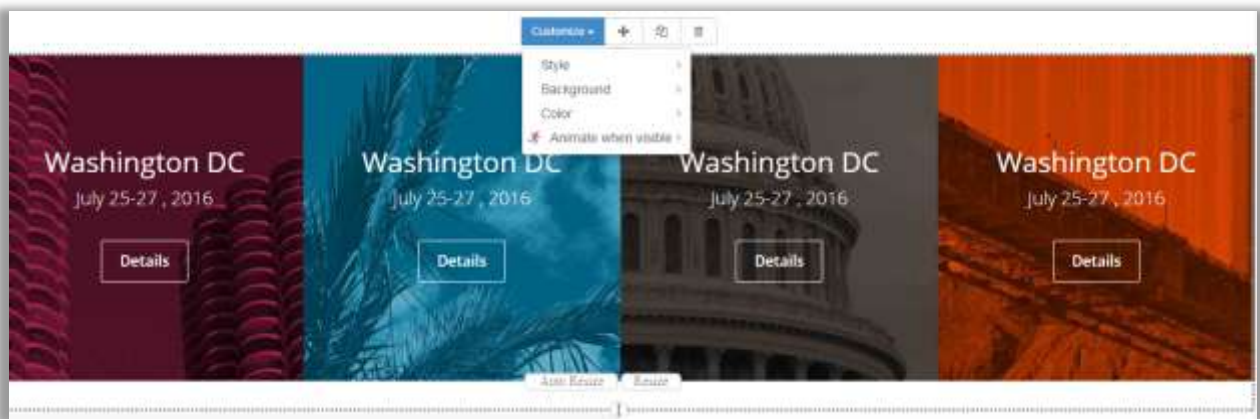 Customize
Style
Background
Color
Animate when visible
Washington DC
July 25-27 , 2016
Details
Washington DC
July 25-27 , 2016
Details
Washington DC
July 25-27 , 2016
Details
Washington DC
July 25-27 , 2016
Details
Auto Resize
Resize